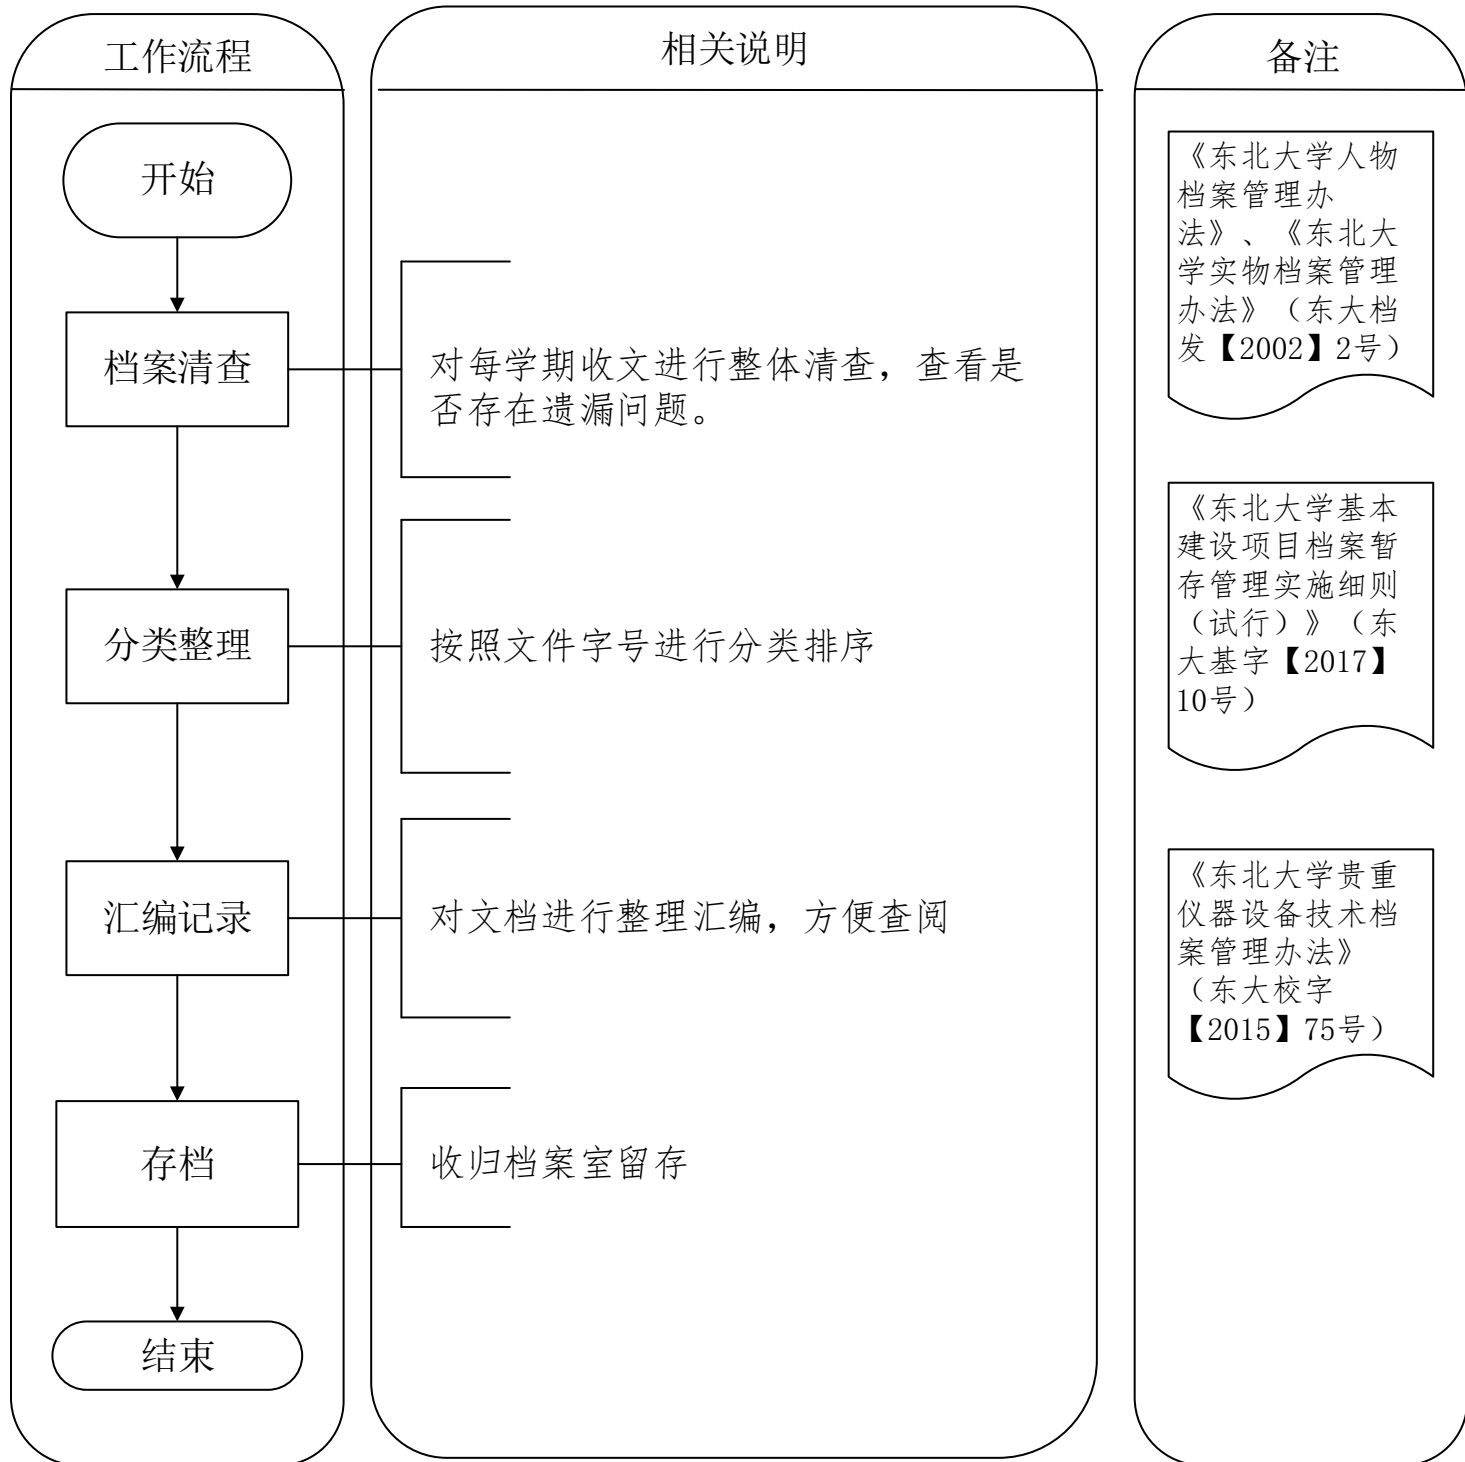 工作流程
相关说明
备注
开始
档案清查
对每学期收文进行整体清查，查看是
否存在遗漏问题。
分类整理
按照文件字号进行分类排序
汇编记录
对文档进行整理汇编，方便查阅
存档
收归档案室留存
结束
《东北大学人物
档案管理办
法》、《东北大
学实物档案管理
办法》（东大档
发【2002】2号）
《东北大学基本
建设项目档案暂
存管理实施细则
（试行）》（东
大基字【2017】
10号）
《东北大学贵重
仪器设备技术档
案管理办法》
（东大校字
【2015】75号）